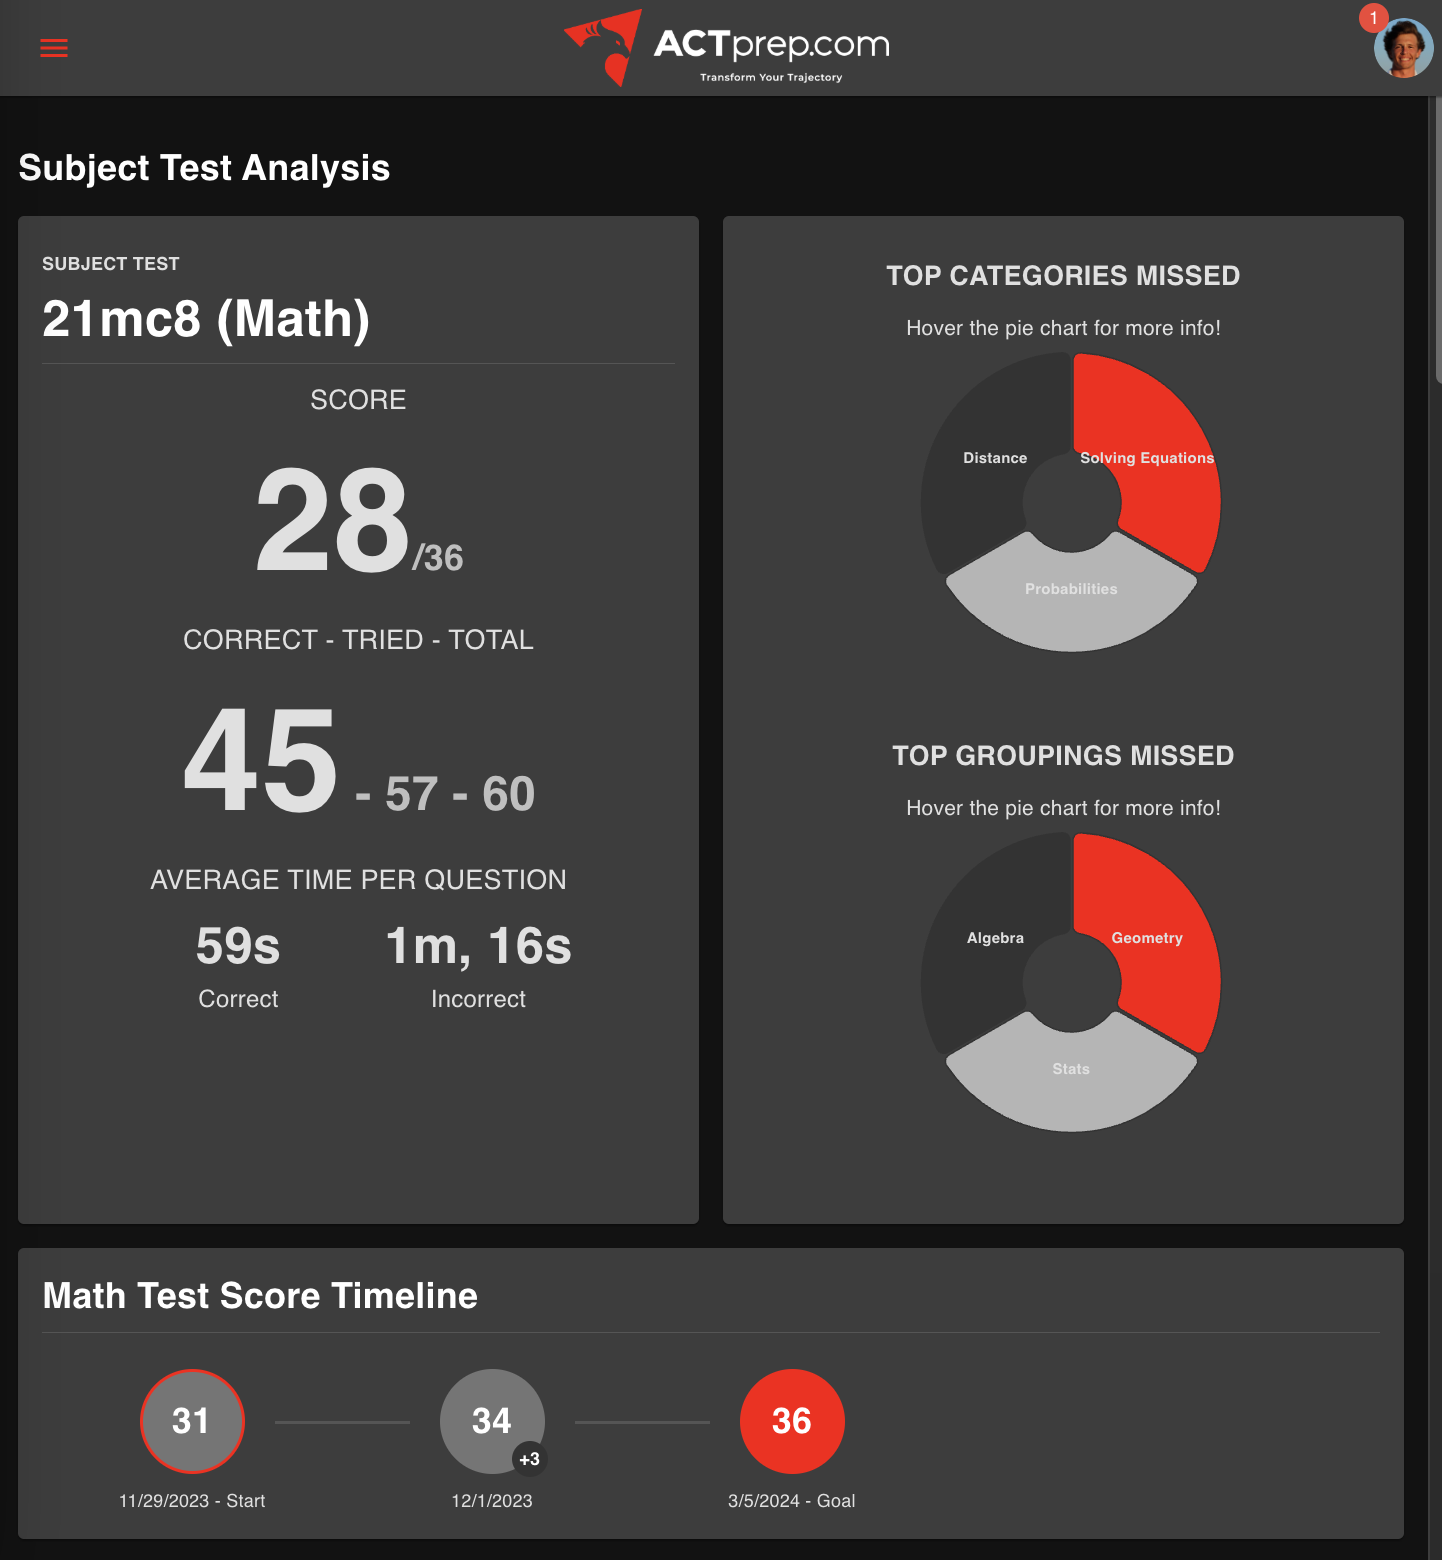 1
ACTprep.com
Transform Your Trajectory
Subject Test Analysis
SUBJECT TEST
21mc8 (Math)
SCORE
28/36
CORRECT - TRIED - TOTAL
45 - 57 - 60
AVERAGE TIME PER QUESTION
59s 1m, 16s
Correct Incorrect
TOP CATEGORIES MISSED
Hover the pie chart for more info!
Distance Solving Equations
Probabilities
TOP GROUPINGS MISSED
Hover the pie chart for more info!
Algebra Geometry
Stats
Math Test Score Timeline
31 34 36
+3
11/29/2023 - Start 12/1/2023 3/5/2024 - Goal